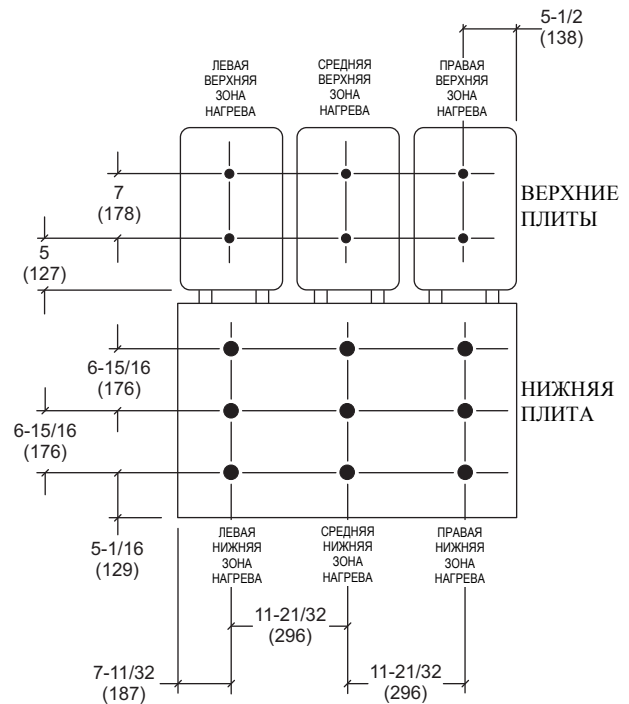 5-1/2
(138)
ЛЕВАЯ
ВЕРХНЯЯ
ЗОНА
НАГРЕВА
СРЕДНЯЯ
ВЕРХНЯЯ
ЗОНА
НАГРЕВА
ПРАВАЯ
ВЕРХНЯЯ
ЗОНА
НАГРЕВА
7
(178)
ВЕРХНИЕ
ПЛИТЫ
5
(127)
6-15/16
(176)
НИЖНЯЯ
ПЛИТА
6-15/16
(176)
5-1/16
(129)
ЛЕВАЯ
НИЖНЯЯ
ЗОНА
НАГРЕВА
СРЕДНЯЯ
НИЖНЯЯ
ЗОНА
НАГРЕВА
ПРАВАЯ
НИЖНЯЯ
ЗОНА
НАГРЕВА
11-21/32
(296)
7-11/32
(187)
11-21/32
(296)